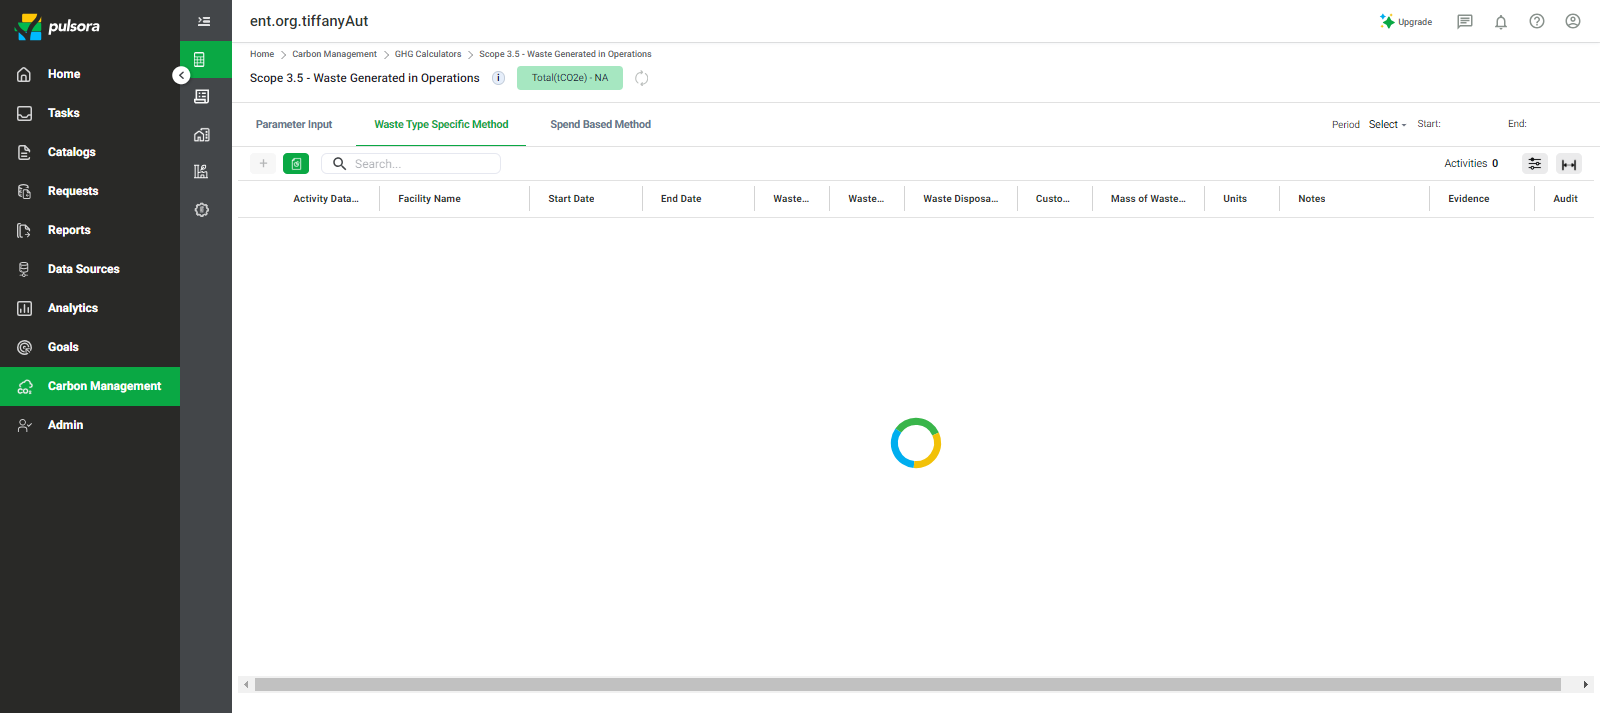 pulsora
Home
Tasks
Catalogs
Requests
Reports
Data Sources
Analytics
Goals
Carbon Management
Admin
ent.org.tiffanyAut
Upgrade
Home > Carbon Management > GHG Calculators > Scope 3.5 - Waste Generated in Operations
Scope 3.5 - Waste Generated in Operations i Total(tCO2e) - NA
Parameter Input Waste Type Specific Method Spend Based Method Period Select Start: End:
+ Search... Activities 0
Activity Data... Facility Name Start Date End Date Waste... Waste... Waste Disposa... Custo... Mass of Waste... Units Notes Evidence Audit